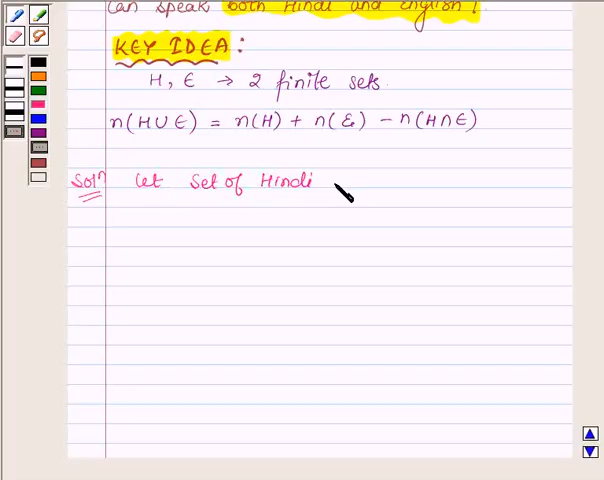 can speak both Hindi and English?
KEY IDEA:
H, E → 2 finite sets.
n(H∪E) = n(H) + n(E) - n(H∩E)
Solⁿ Let Set of Hindi